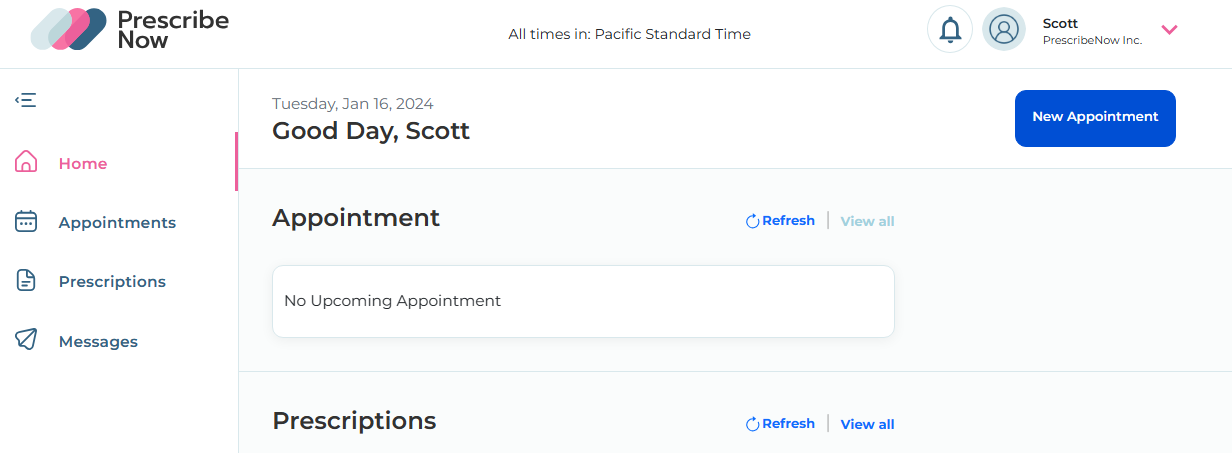 Prescribe
Now
All times in: Pacific Standard Time
Scott
PrescribeNow Inc.
Tuesday, Jan 16, 2024
Good Day, Scott
New Appointment
Home
Appointments
Prescriptions
Messages
Appointment
Refresh | View all
No Upcoming Appointment
Prescriptions
Refresh | View all